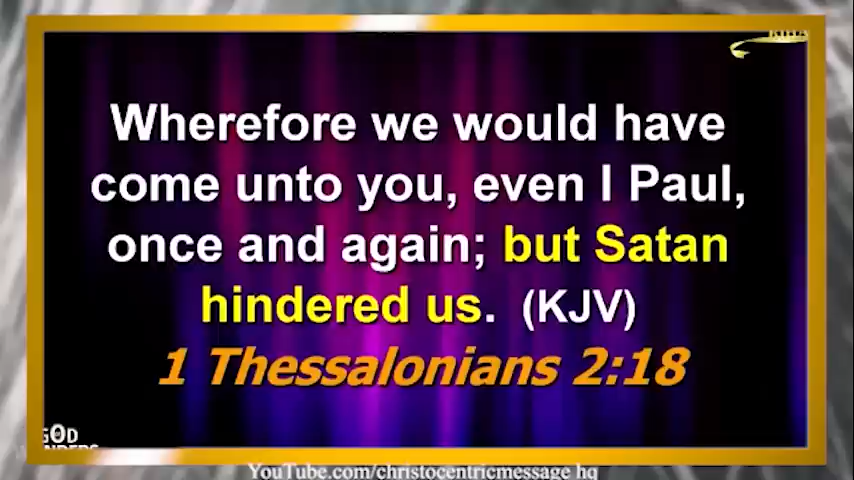 Wherefore we would have
come unto you, even I Paul,
once and again; but Satan
hindered us. (KJV)
1 Thessalonians 2:18
GOD
YouTube.com/christocentricmessage hq